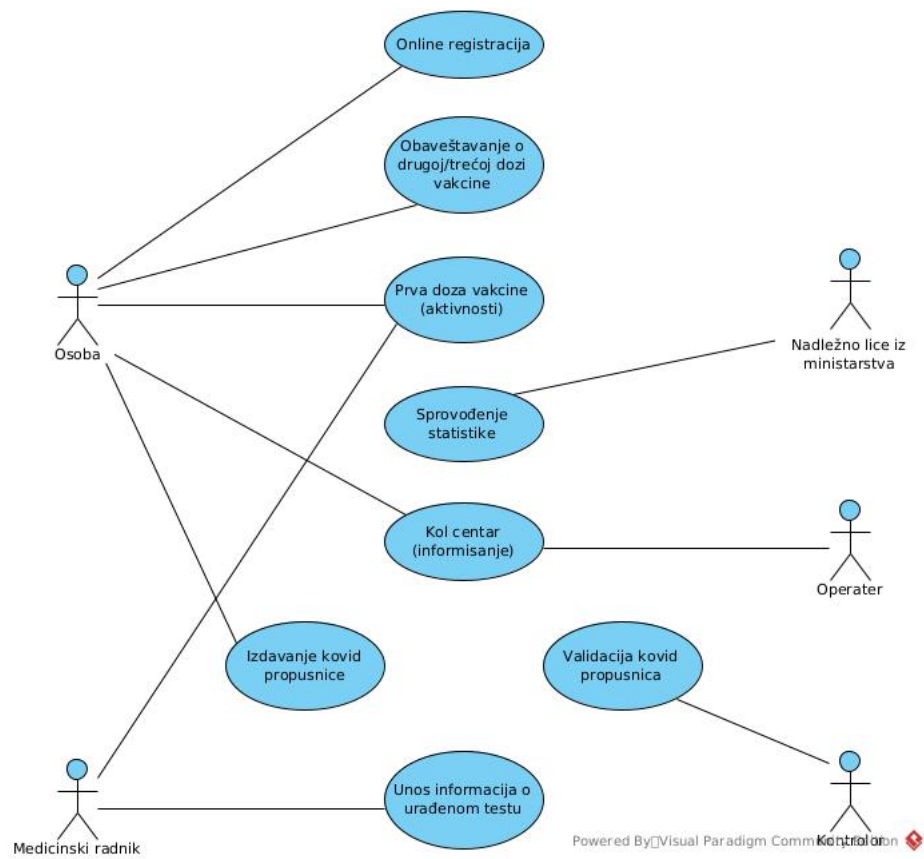 Online registracija
Obaveštavanje o
drugoj/trećoj dozi
vakcine
Prva doza vakcine
(aktivnosti)
Osoba
Nadležno lice iz
ministarstva
Sprovođenje
statistike
Kol centar
(informisanje)
Operater
Izdavanje kovid
propusnice
Validacija kovid
propusnica
Unos informacija o
urađenom testu
Medicinski radnik
Kontrolor
Powered By Visual Paradigm Community Edition